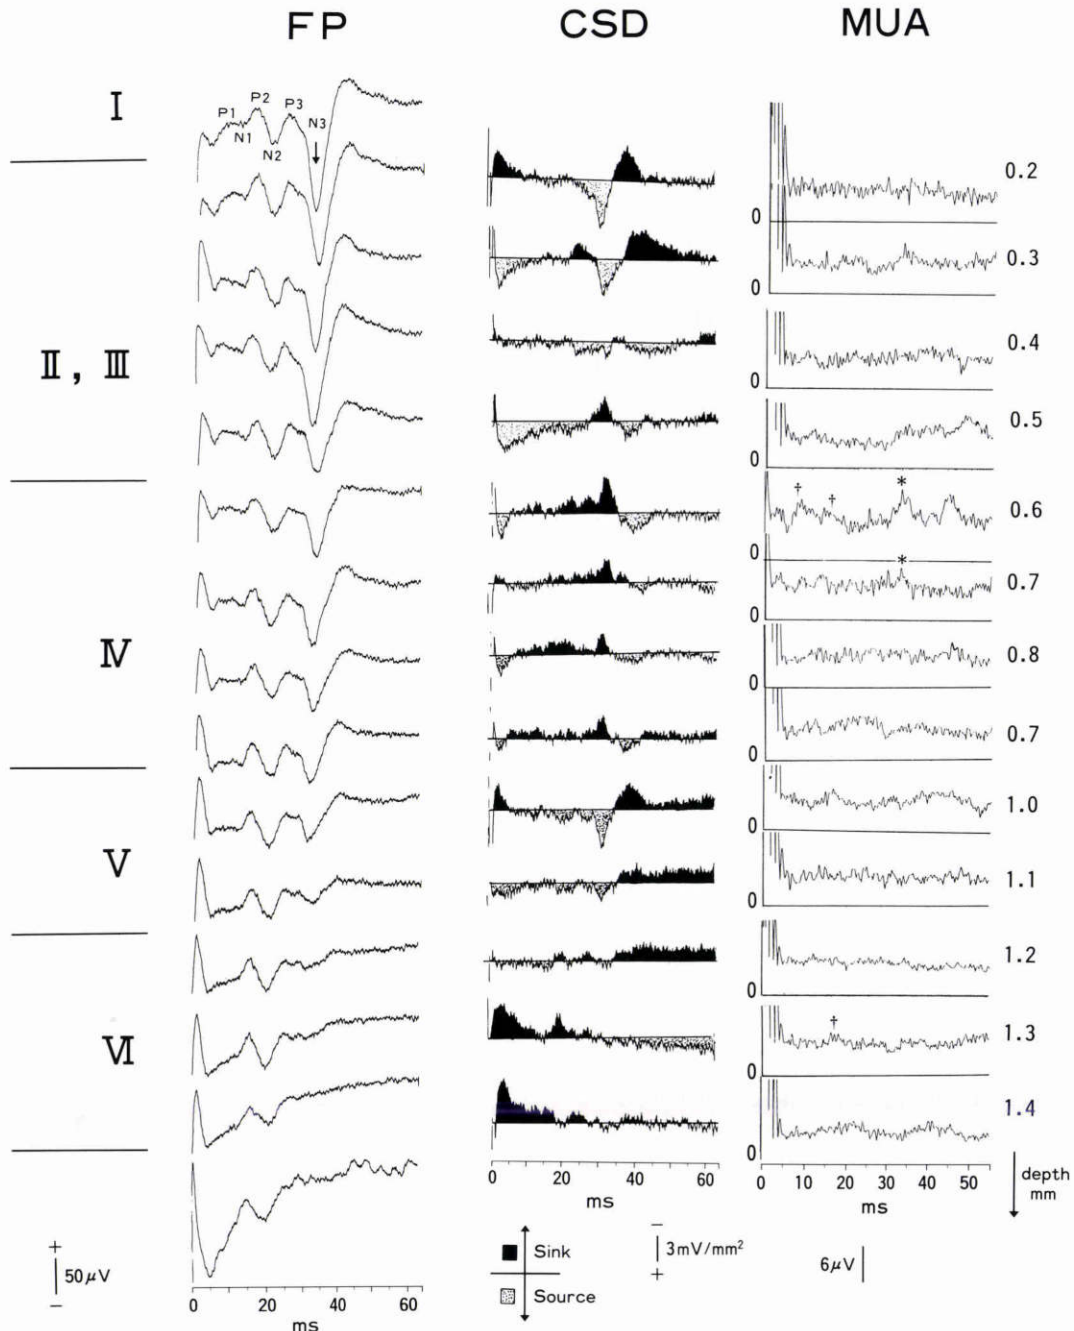 FP CSD MUA
I
P1 P2 P3
N1 N2 N3
0 0.2
0 0.3
II, III
0 0.4
0 0.5
† † *
0 0.6
*
0 0.7
IV
0 0.8
0 0.7
0 1.0
V
0 1.1
0 1.2
†
0 1.3
VI
0 1.4
0 20 40 60
ms
0 10 20 30 40 50
ms
depth
mm
+
50μV
−
Sink
Source
−
3mV/mm²
+
6μV
0 20 40 60
ms